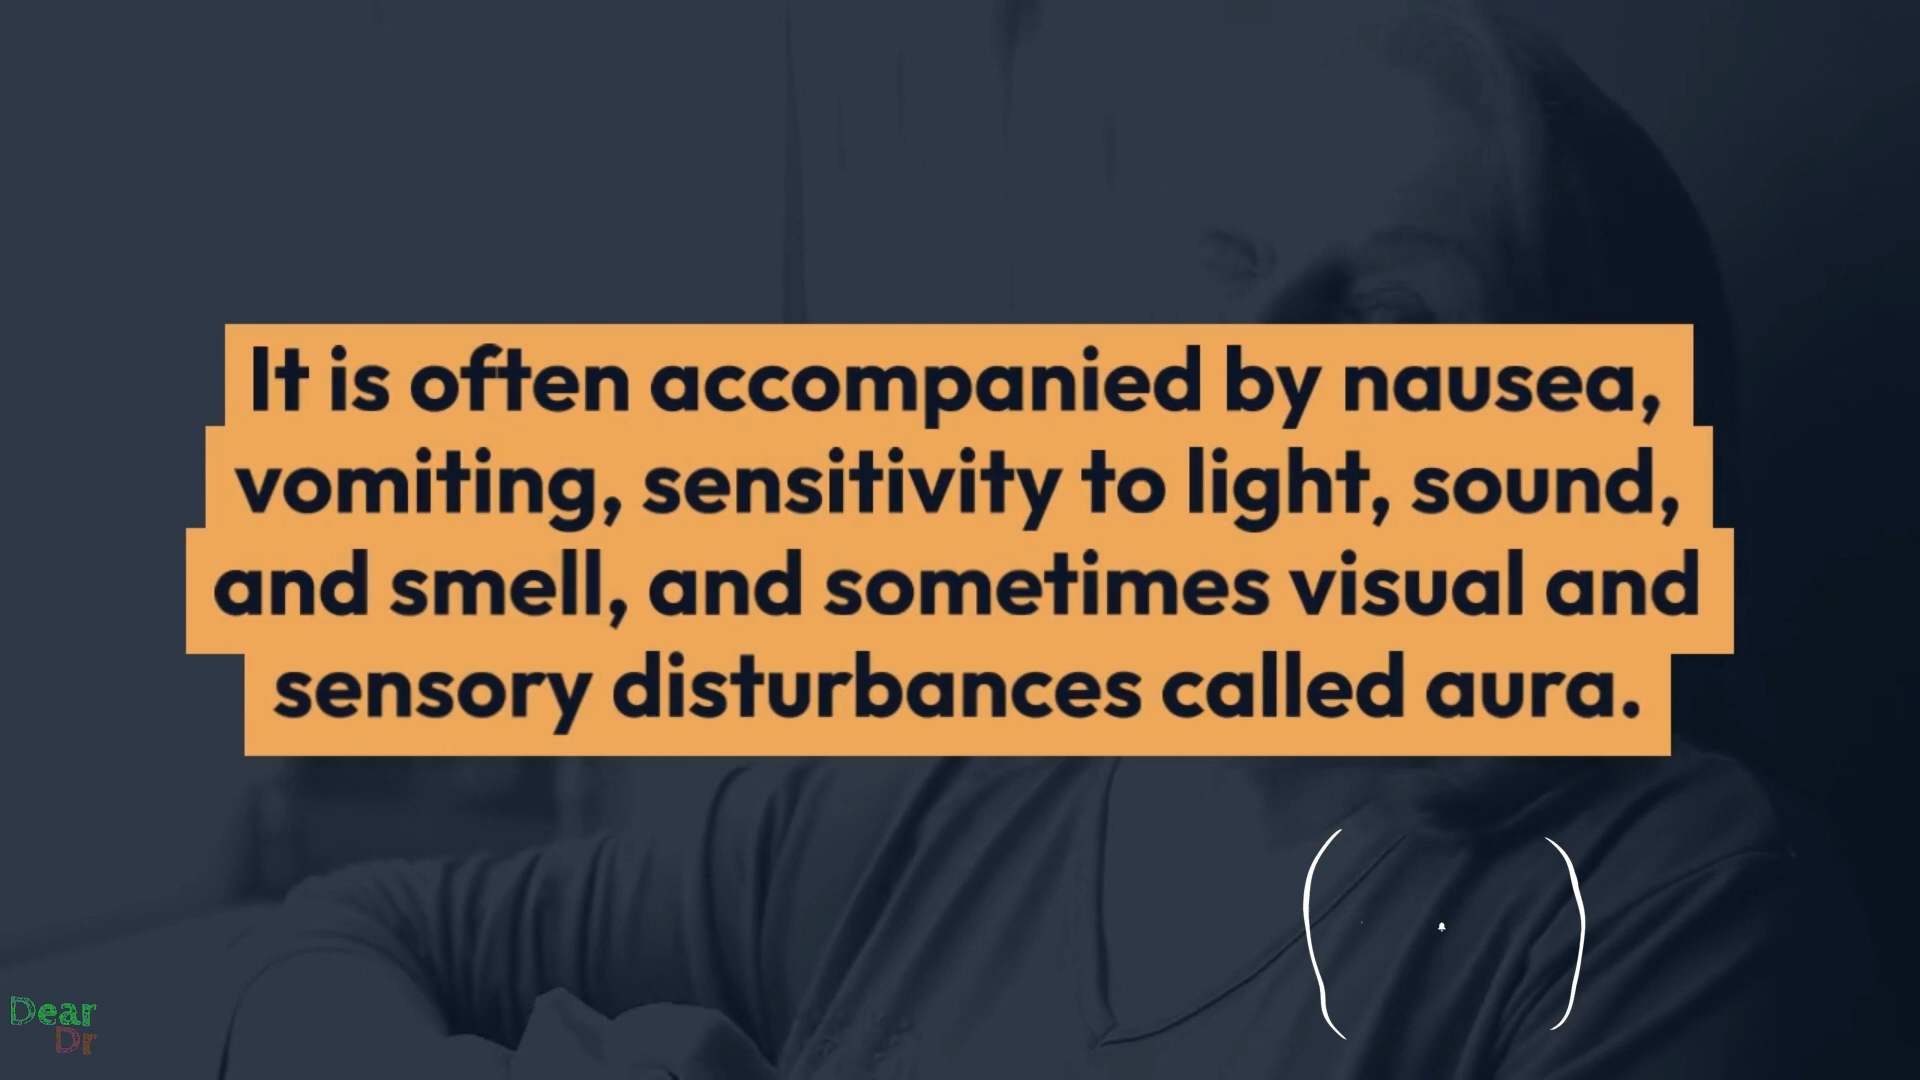 It is often accompanied by nausea,
vomiting, sensitivity to light, sound,
and smell, and sometimes visual and
sensory disturbances called aura.
Dear
Dr